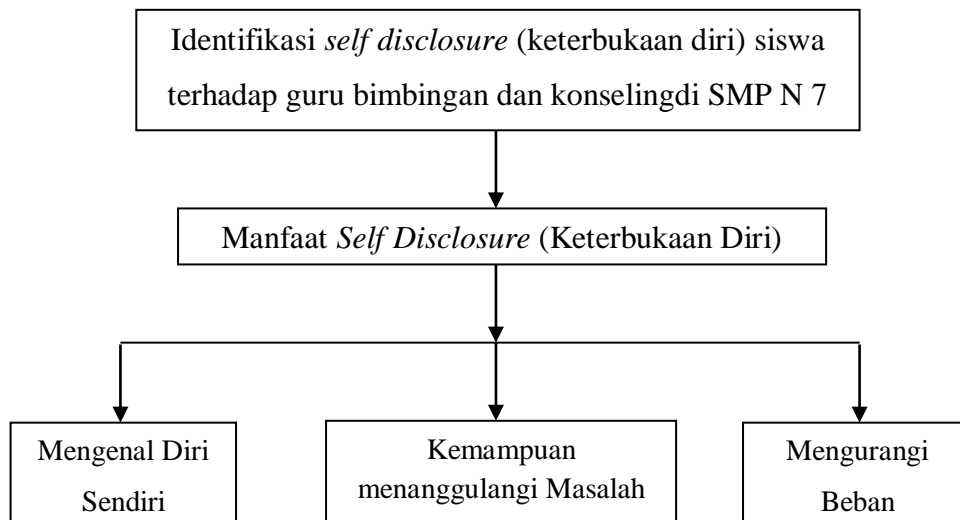 Identifikasi self disclosure (keterbukaan diri) siswa
terhadap guru bimbingan dan konselingdi SMP N 7
Manfaat Self Disclosure (Keterbukaan Diri)
Mengenal Diri
Sendiri
Kemampuan
menanggulangi Masalah
Mengurangi
Beban